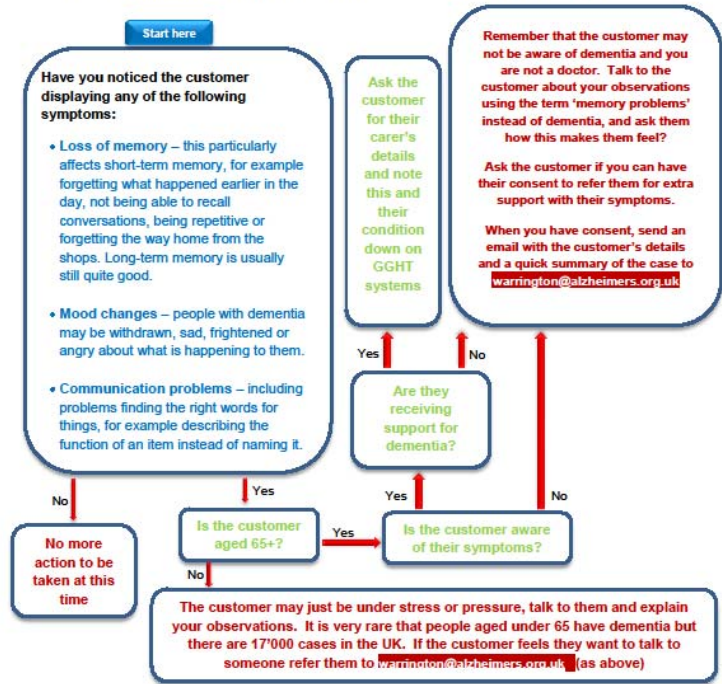 Start here
Have you noticed the customer
displaying any of the following
symptoms:
• Loss of memory – this particularly
affects short-term memory, for example
forgetting what happened earlier in the
day, not being able to recall
conversations, being repetitive or
forgetting the way home from the
shops. Long-term memory is usually
still quite good.
• Mood changes – people with dementia
may be withdrawn, sad, frightened or
angry about what is happening to them.
• Communication problems – including
problems finding the right words for
things, for example describing the
function of an item instead of naming it.
Ask the
customer
for their
carer's
details
and note
this and
their
condition
down on
GGHT
systems
Remember that the customer may
not be aware of dementia and you
are not a doctor. Talk to the
customer about your observations
using the term 'memory problems'
instead of dementia, and ask them
how this makes them feel?
Ask the customer if you can have
their consent to refer them for extra
support with their symptoms.
When you have consent, send an
email with the customer's details
and a quick summary of the case to
warrington@alzheimers.org.uk
Yes
No
Are they
receiving
support for
dementia?
No
Yes
Yes
No
No more
action to be
taken at this
time
Is the customer
aged 65+?
Yes
Is the customer aware
of their symptoms?
No
The customer may just be under stress or pressure, talk to them and explain
your observations. It is very rare that people aged under 65 have dementia but
there are 17'000 cases in the UK. If the customer feels they want to talk to
someone refer them to warrington@alzheimers.org.uk (as above)